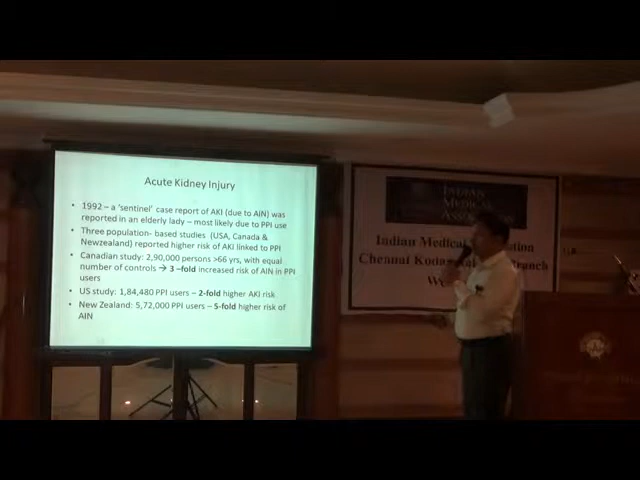 Acute Kidney Injury
• 1992 – a 'sentinel' case report of AKI (due to AIN) was
reported in an elderly lady – most likely due to PPI use
• Three population- based studies (USA, Canada &
Newzealand) reported higher risk of AKI linked to PPI
• Canadian study: 2,90,000 persons >66 yrs, with equal
number of controls → 3 –fold increased risk of AIN in PPI
users
• US study: 1,84,480 PPI users – 2-fold higher AKI risk
• New Zealand: 5,72,000 PPI users – 5-fold higher risk of
AIN
INDIAN
MEDICAL
ASSOCIATION
Indian Medical
Chennai